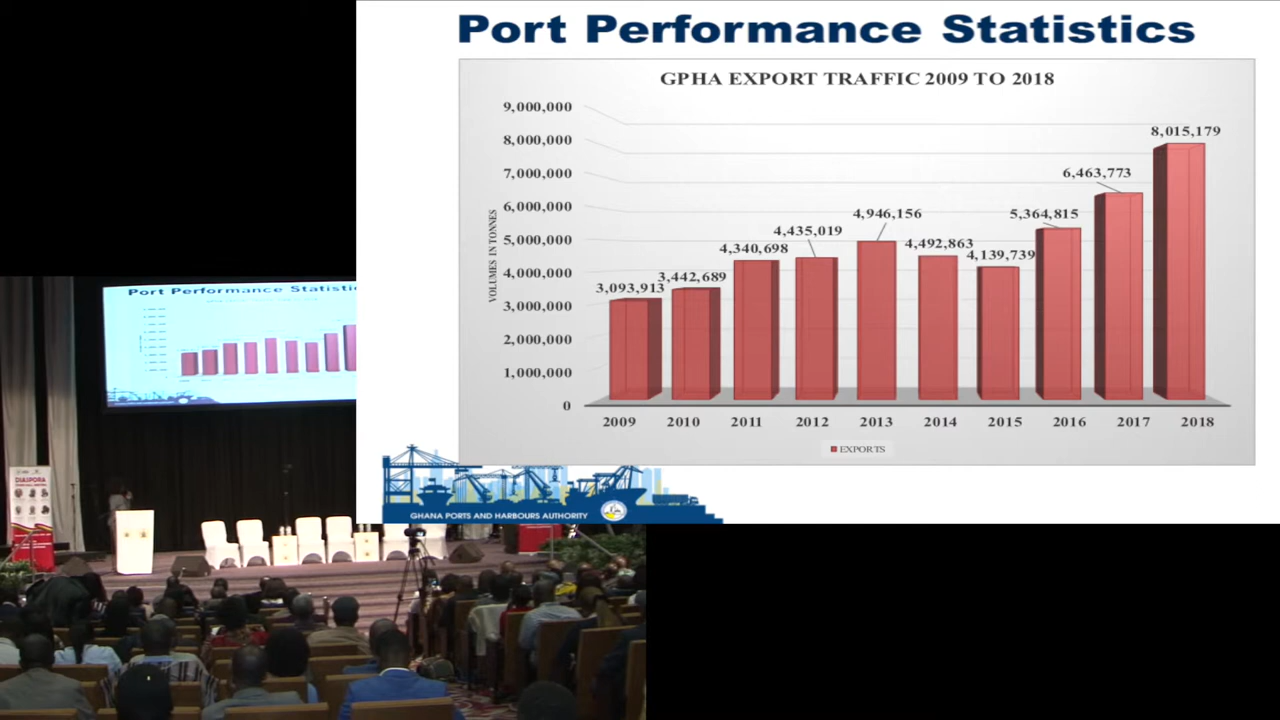 Port Performance Statistics
GPHA EXPORT TRAFFIC 2009 TO 2018
VOLUMES IN TONNES
9,000,000
8,000,000
7,000,000
6,000,000
5,000,000
4,000,000
3,000,000
2,000,000
1,000,000
0
3,093,913
3,442,689
4,340,698
4,435,019
4,946,156
4,492,863
4,139,739
5,364,815
6,463,773
8,015,179
2009 2010 2011 2012 2013 2014 2015 2016 2017 2018
EXPORTS
GHANA PORTS AND HARBOURS AUTHORITY
Port Performance Statistic
DIASPORA